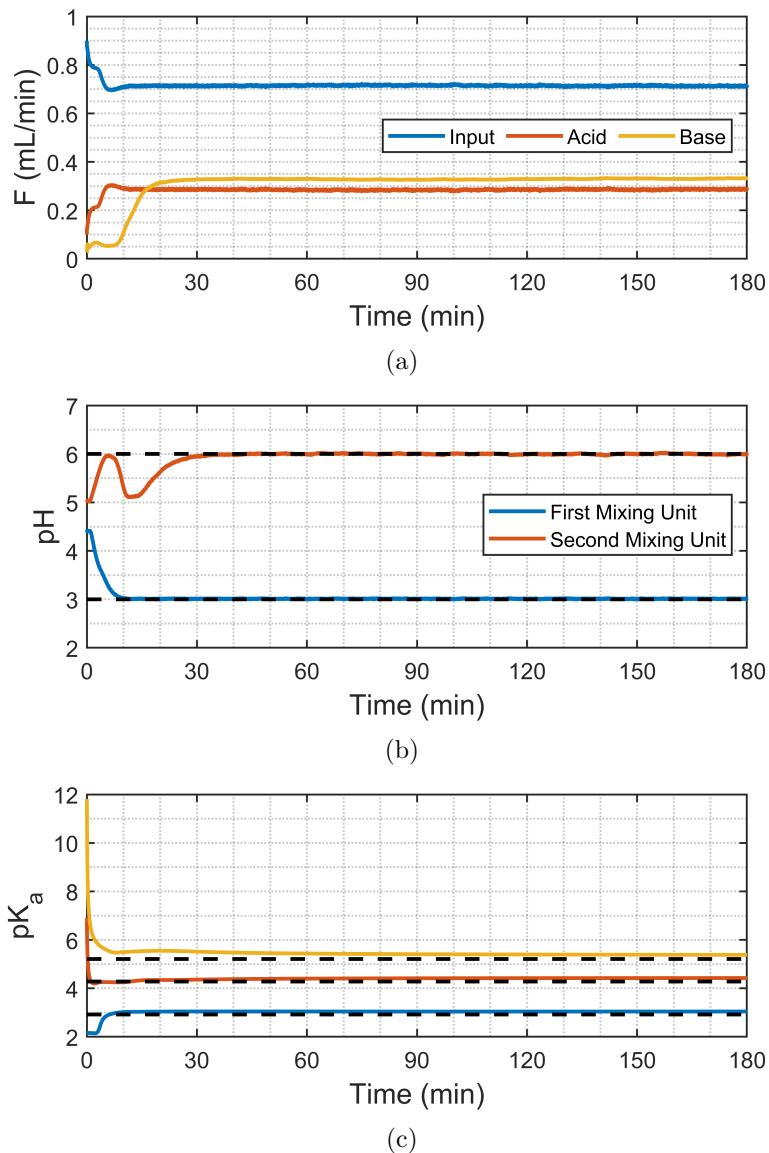 1
0.8
0.6
0.4
0.2
0
F (mL/min)
Input Acid Base
0 30 60 90 120 150 180
Time (min)
(a)
7
6
5
4
3
2
pH
First Mixing Unit
Second Mixing Unit
0 30 60 90 120 150 180
Time (min)
(b)
12
10
8
6
4
2
pKa
0 30 60 90 120 150 180
Time (min)
(c)